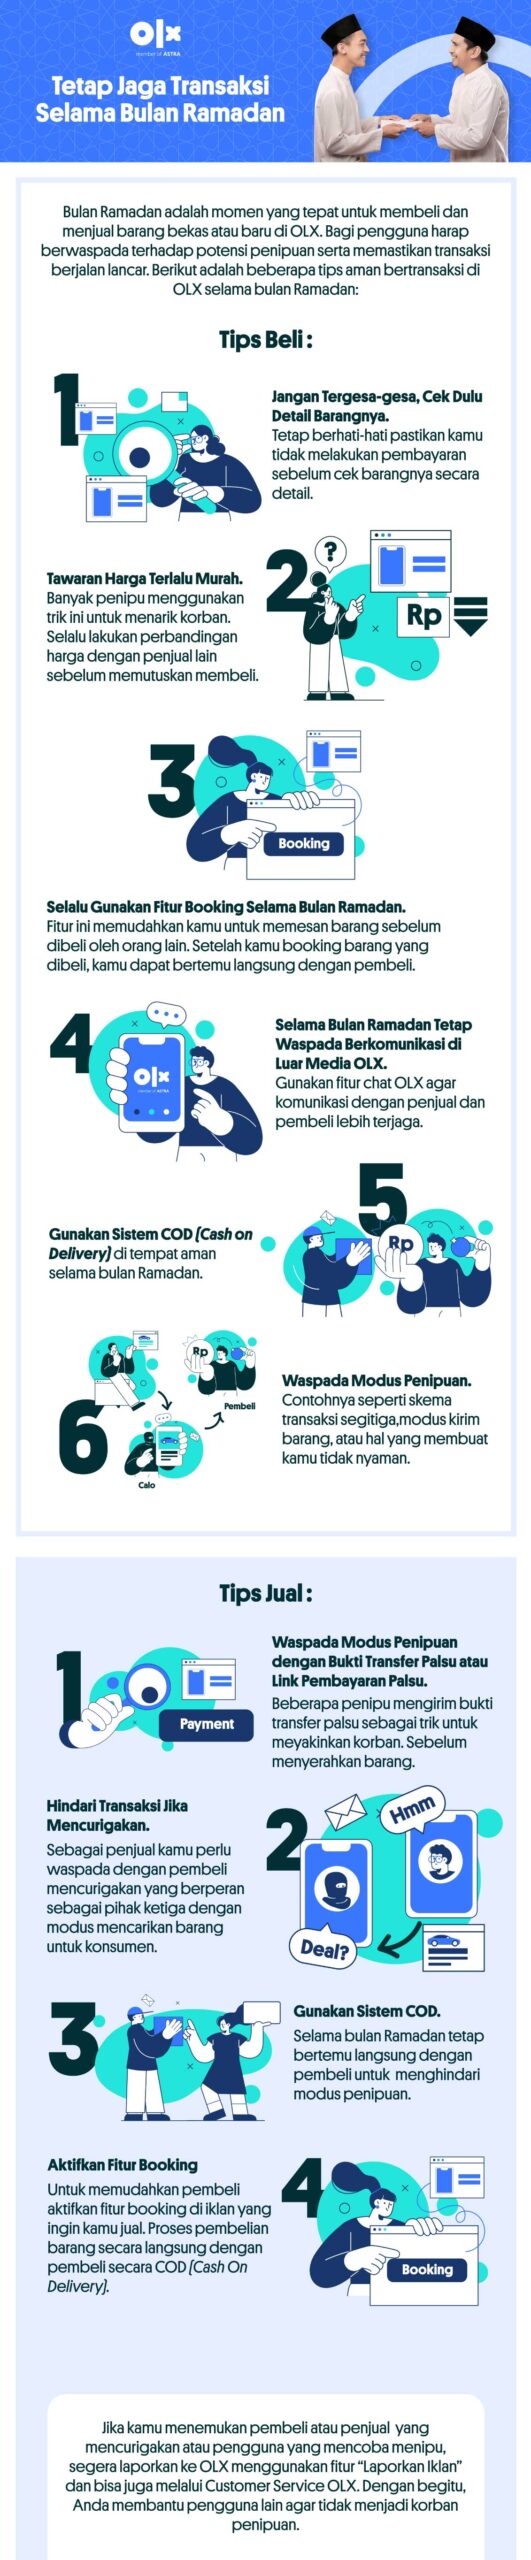 olx
member of ASTRA
Tetap Jaga Transaksi
Selama Bulan Ramadan
Bulan Ramadan adalah momen yang tepat untuk membeli dan
menjual barang bekas atau baru di OLX. Bagi pengguna harap
berwaspada terhadap potensi penipuan serta memastikan transaksi
berjalan lancar. Berikut adalah beberapa tips aman bertransaksi di
OLX selama bulan Ramadan:
Tips Beli :
1
Jangan Tergesa-gesa, Cek Dulu
Detail Barangnya.
Tetap berhati-hati pastikan kamu
tidak melakukan pembayaran
sebelum cek barangnya secara
detail.
2
?
Rp
Tawaran Harga Terlalu Murah.
Banyak penipu menggunakan
trik ini untuk menarik korban.
Selalu lakukan perbandingan
harga dengan penjual lain
sebelum memutuskan membeli.
3
Booking
Selalu Gunakan Fitur Booking Selama Bulan Ramadan.
Fitur ini memudahkan kamu untuk memesan barang sebelum
dibeli oleh orang lain. Setelah kamu booking barang yang
dibeli, kamu dapat bertemu langsung dengan pembeli.
4
olx
member of ASTRA
Selama Bulan Ramadan Tetap
Waspada Berkomunikasi di
Luar Media OLX.
Gunakan fitur chat OLX agar
komunikasi dengan penjual dan
pembeli lebih terjaga.
5
Rp
Gunakan Sistem COD (Cash on
Delivery) di tempat aman
selama bulan Ramadan.
6
Rp
Pembeli
Calo
Waspada Modus Penipuan.
Contohnya seperti skema
transaksi segitiga,modus kirim
barang, atau hal yang membuat
kamu tidak nyaman.
Tips Jual :
1
Payment
Waspada Modus Penipuan
dengan Bukti Transfer Palsu atau
Link Pembayaran Palsu.
Beberapa penipu mengirim bukti
transfer palsu sebagai trik untuk
meyakinkan korban. Sebelum
menyerahkan barang.
2
Hmm
Deal?
Hindari Transaksi Jika
Mencurigakan.
Sebagai penjual kamu perlu
waspada dengan pembeli
mencurigakan yang berperan
sebagai pihak ketiga dengan
modus mencarikan barang
untuk konsumen.
3
Gunakan Sistem COD.
Selama bulan Ramadan tetap
bertemu langsung dengan
pembeli untuk menghindari
modus penipuan.
4
Booking
Aktifkan Fitur Booking
Untuk memudahkan pembeli
aktifkan fitur booking di iklan yang
ingin kamu jual. Proses pembelian
barang secara langsung dengan
pembeli secara COD (Cash On
Delivery).
Jika kamu menemukan pembeli atau penjual yang
mencurigakan atau pengguna yang mencoba menipu,
segera laporkan ke OLX menggunakan fitur “Laporkan Iklan”
dan bisa juga melalui Customer Service OLX. Dengan begitu,
Anda membantu pengguna lain agar tidak menjadi korban
penipuan.